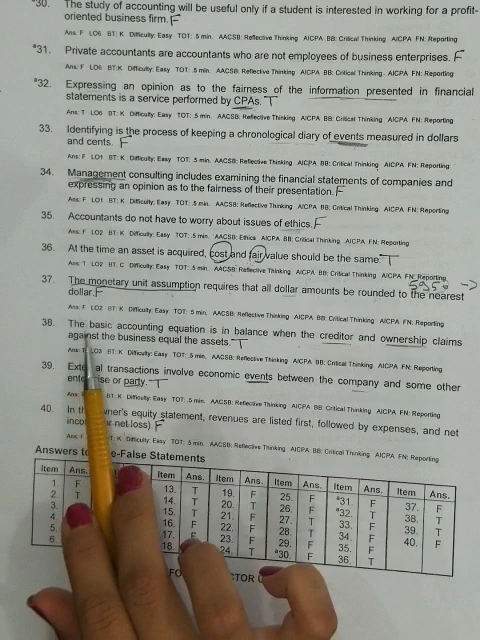 ª30. The study of accounting will be useful only if a student is interested in working for a profit-
oriented business firm. F
Ans: F LO6 BT: K Difficulty: Easy TOT: .5 min. AACSB: Reflective Thinking AICPA BB: Critical Thinking AICPA FN: Reporting
ª31. Private accountants are accountants who are not employees of business enterprises. F
Ans: F LO6 BT: K Difficulty: Easy TOT: .5 min. AACSB: Reflective Thinking AICPA BB: Critical Thinking AICPA FN: Reporting
ª32. Expressing an opinion as to the fairness of the information presented in financial
statements is a service performed by CPAs. T
Ans: T LO6 BT: K Difficulty: Easy TOT: .5 min. AACSB: Reflective Thinking AICPA BB: Critical Thinking AICPA FN: Reporting
33. Identifying is the process of keeping a chronological diary of events measured in dollars
and cents. F
Ans: F LO1 BT: K Difficulty: Easy TOT: .5 min. AACSB: Reflective Thinking AICPA BB: Critical Thinking AICPA FN: Reporting
34. Management consulting includes examining the financial statements of companies and
expressing an opinion as to the fairness of their presentation. F
Ans: F LO1 BT: K Difficulty: Easy TOT: .5 min. AACSB: Reflective Thinking AICPA BB: Critical Thinking AICPA FN: Reporting
35. Accountants do not have to worry about issues of ethics. F
Ans: F LO2 BT: K Difficulty: Easy TOT: .5 min. AACSB: Ethics AICPA BB: Critical Thinking AICPA FN: Reporting
36. At the time an asset is acquired, cost and fair value should be the same. T
Ans: T LO2 BT: C Difficulty: Easy TOT: .5 min. AACSB: Reflective Thinking AICPA BB: Critical Thinking AICPA FN: Reporting
37. The monetary unit assumption requires that all dollar amounts be rounded to the nearest
dollar. F
Ans: F LO2 BT: K Difficulty: Easy TOT: .5 min. AACSB: Reflective Thinking AICPA BB: Critical Thinking AICPA FN: Reporting
38. The basic accounting equation is in balance when the creditor and ownership claims
against the business equal the assets. T
Ans: T LO3 BT: K Difficulty: Easy TOT: .5 min. AACSB: Reflective Thinking AICPA BB: Critical Thinking AICPA FN: Reporting
39. al transactions involve economic events between the company and some other
ise or party. T
BT: K Difficulty: Easy TOT: .5 min. AACSB: Reflective Thinking AICPA BB: Critical Thinking AICPA FN: Reporting
40. In th ner's equity statement, revenues are listed first, followed by expenses, and net
inco r net loss). F
Ans: T: K Difficulty: Easy TOT: .5 min. AACSB: Reflective Thinking AICPA BB: Critical Thinking AICPA FN: Reporting
Answers to e-False Statements
Item Ans. Item Ans. Item Ans. Item Ans. Item Ans.
1 F 13. T 19. F 25. F ª31 F 37. F
2 T 14. T 20. T 26. F ª32. T 38. T
3. 15. T 21. F 27. T 33. F 39. T
4. 16. F 22. F 28. T 34. F 40. F
5. 17. F 23. F 29. F 35. F
6. 18. 24. T ª30. F 36. T